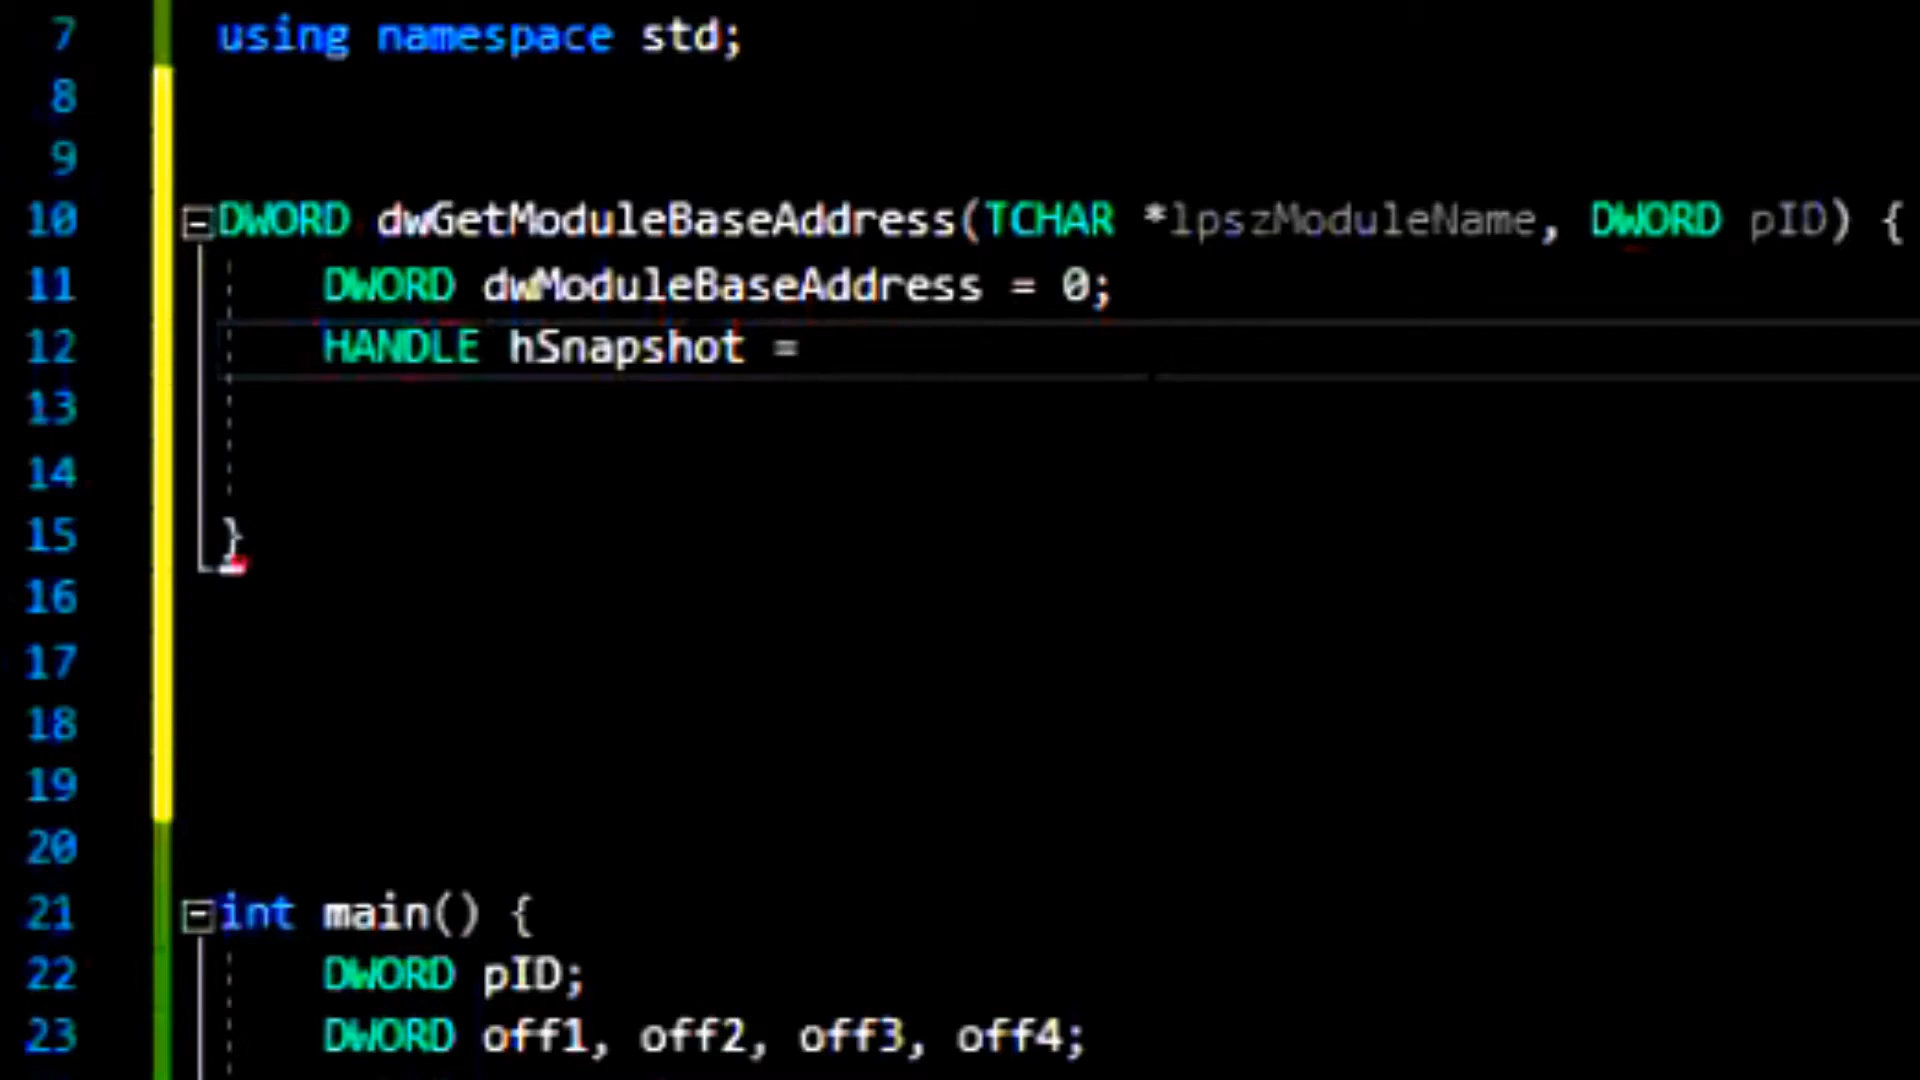 7 using namespace std;
8
9
10 DWORD dwGetModuleBaseAddress(TCHAR *lpszModuleName, DWORD pID) {
11 DWORD dwModuleBaseAddress = 0;
12 HANDLE hSnapshot =
13
14
15 }
16
17
18
19
20
21 int main() {
22 DWORD pID;
23 DWORD off1, off2, off3, off4;